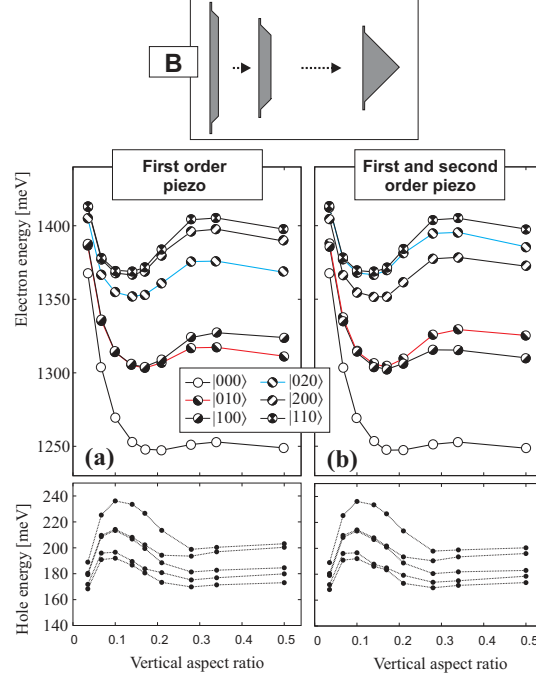 B
First order
piezo
First and second
order piezo
Electron energy [meV]
1400
1350
1300
1250
|000⟩
|020⟩
|010⟩
|200⟩
|100⟩
|110⟩
(a)
(b)
Hole energy [meV]
240
220
200
180
160
140
0 0.1 0.2 0.3 0.4 0.5
0 0.1 0.2 0.3 0.4 0.5
Vertical aspect ratio
Vertical aspect ratio